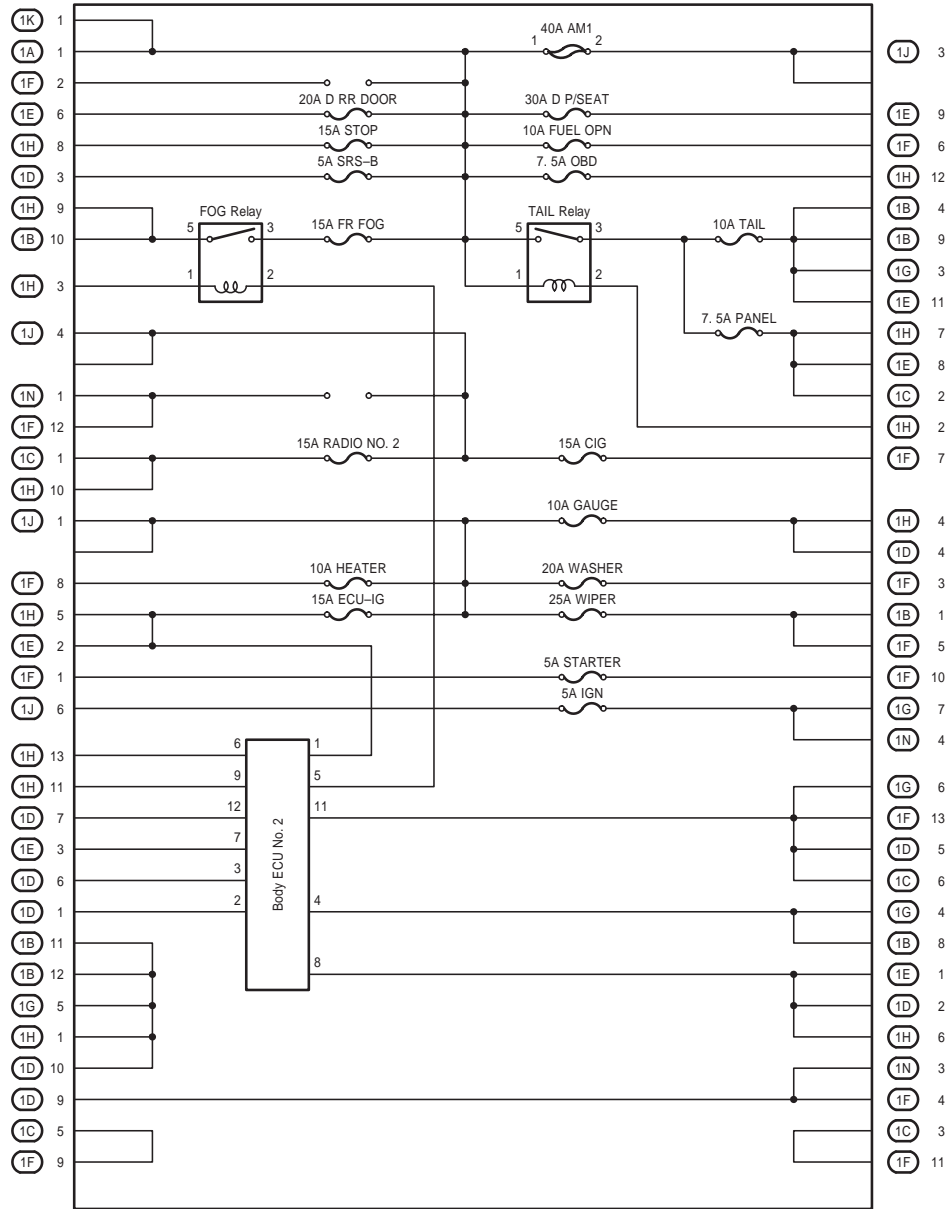 1K 1
40A AM1
1A 1 1 2 1J 3
1F 2
20A D RR DOOR 30A D P/SEAT
1E 6 1E 9
15A STOP 10A FUEL OPN
1H 8 1F 6
5A SRS–B 7. 5A OBD
1D 3 1H 12
1H 9 FOG Relay TAIL Relay 1B 4
15A FR FOG 10A TAIL
1B 10 5 3 5 3 1B 9
1G 3
1H 3 1 2 1 2
1E 11
7. 5A PANEL
1J 4 1H 7
1E 8
1N 1 1C 2
1F 12 1H 2
15A RADIO NO. 2 15A CIG
1C 1 1F 7
1H 10
10A GAUGE
1J 1 1H 4
1D 4
10A HEATER 20A WASHER
1F 8 1F 3
15A ECU–IG 25A WIPER
1H 5 1B 1
1E 2 1F 5
5A STARTER
1F 1 1F 10
5A IGN
1J 6 1G 7
1N 4
1H 13 6 1
1H 11 9 5 1G 6
1D 7 12 11 1F 13
1E 3 7 1D 5
1D 6 3 1C 6
Body ECU No. 2
1D 1 2 4 1G 4
1B 11 1B 8
1B 12 8 1E 1
1G 5 1D 2
1H 1 1H 6
1D 10 1N 3
1D 9 1F 4
1C 5 1C 3
1F 9 1F 11